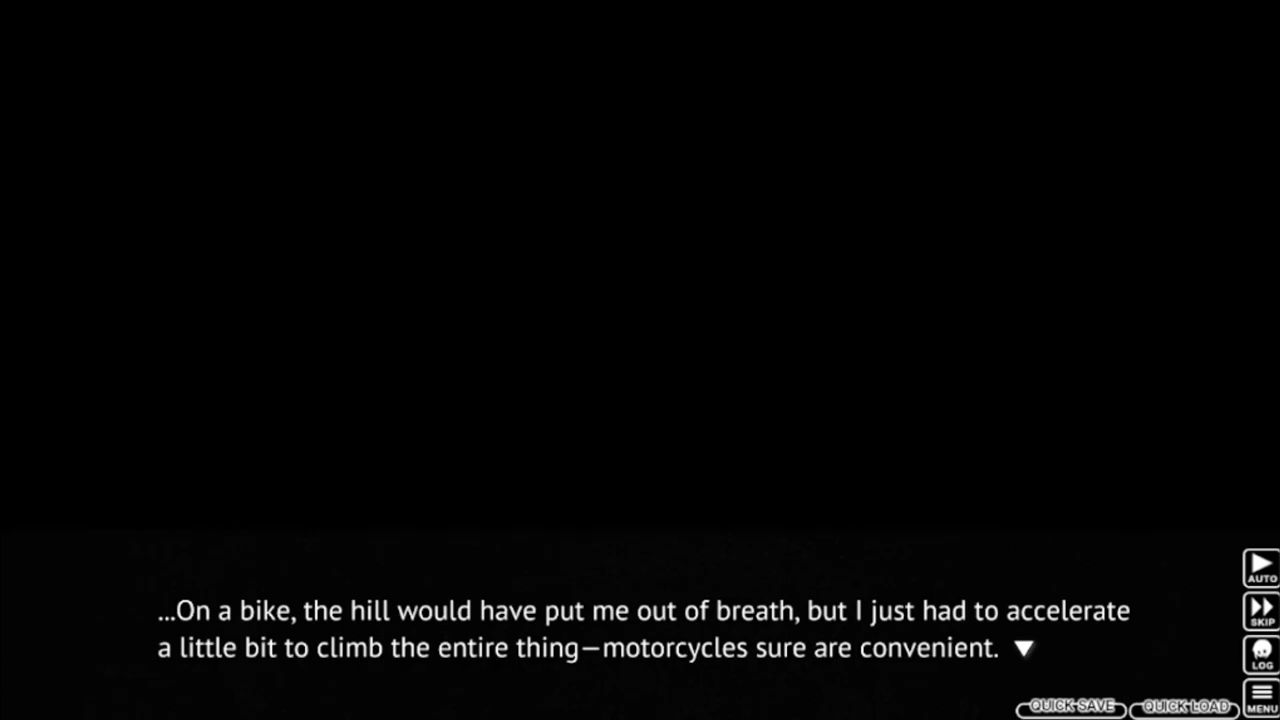 ...On a bike, the hill would have put me out of breath, but I just had to accelerate
a little bit to climb the entire thing—motorcycles sure are convenient.
AUTO
SKIP
LOG
MENU
QUICK SAVE QUICK LOAD